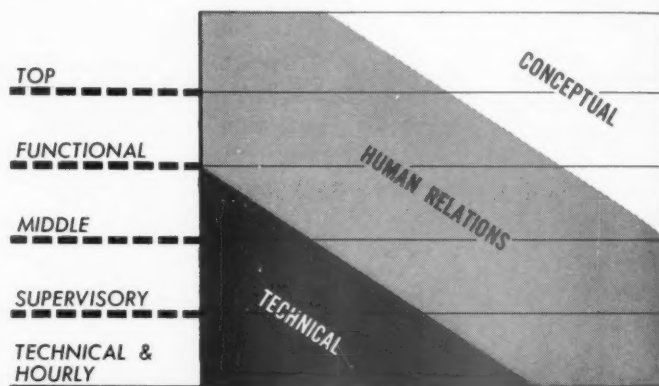 TOP
CONCEPTUAL
FUNCTIONAL
HUMAN RELATIONS
MIDDLE
SUPERVISORY
TECHNICAL
TECHNICAL &
HOURLY